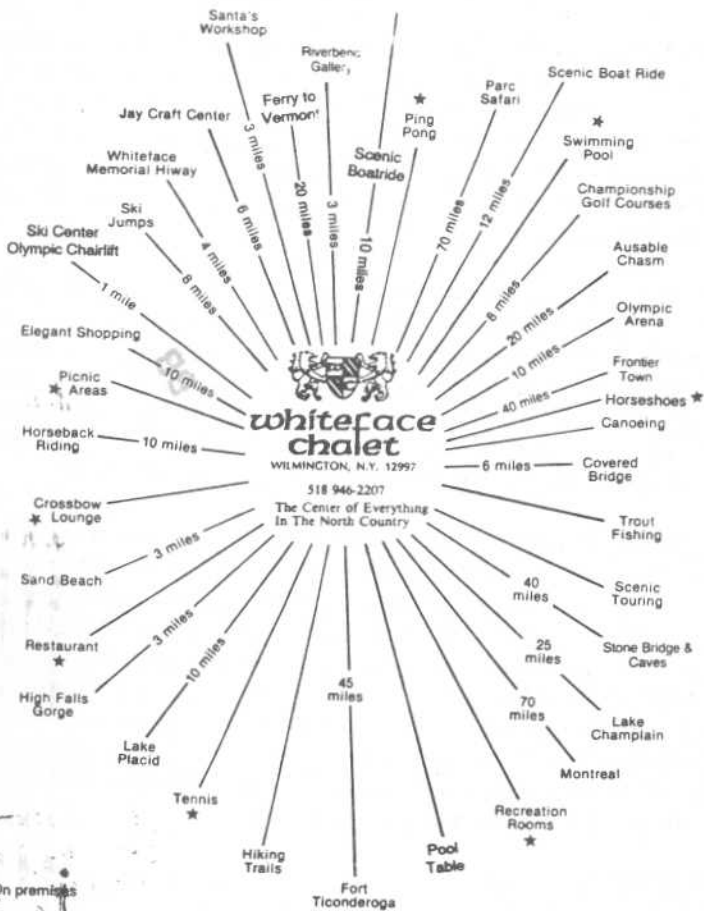 Santa's
Workshop
3 miles
Riverbend
Gallery
3 miles
Ferry to
Vermont
20 miles
Jay Craft Center
6 miles
Whiteface
Memorial Hiway
4 miles
Ski
Jumps
8 miles
Ski Center
Olympic Chairlift
1 mile
Elegant Shopping
10 miles
★ Picnic
Areas
Horseback
Riding
10 miles
Crossbow
★ Lounge
Sand Beach
3 miles
Restaurant
★
High Falls
Gorge
3 miles
Lake
Placid
10 miles
Tennis
★
Hiking
Trails
Fort
Ticonderoga
45
miles
Pool
Table
Recreation
Rooms
★
Montreal
70
miles
Lake
Champlain
25
miles
Stone Bridge &
Caves
40
miles
Scenic
Touring
Trout
Fishing
Covered
Bridge
6 miles
Canoeing
Horseshoes ★
Frontier
Town
40 miles
Olympic
Arena
10 miles
Ausable
Chasm
20 miles
Championship
Golf Courses
8 miles
★
Swimming
Pool
Scenic Boat Ride
12 miles
Parc
Safari
70 miles
★
Ping
Pong
Scenic
Boatride
10 miles
whiteface
chalet
WILMINGTON, N.Y. 12997
518 946-2207
The Center of Everything
In The North Country
On premises